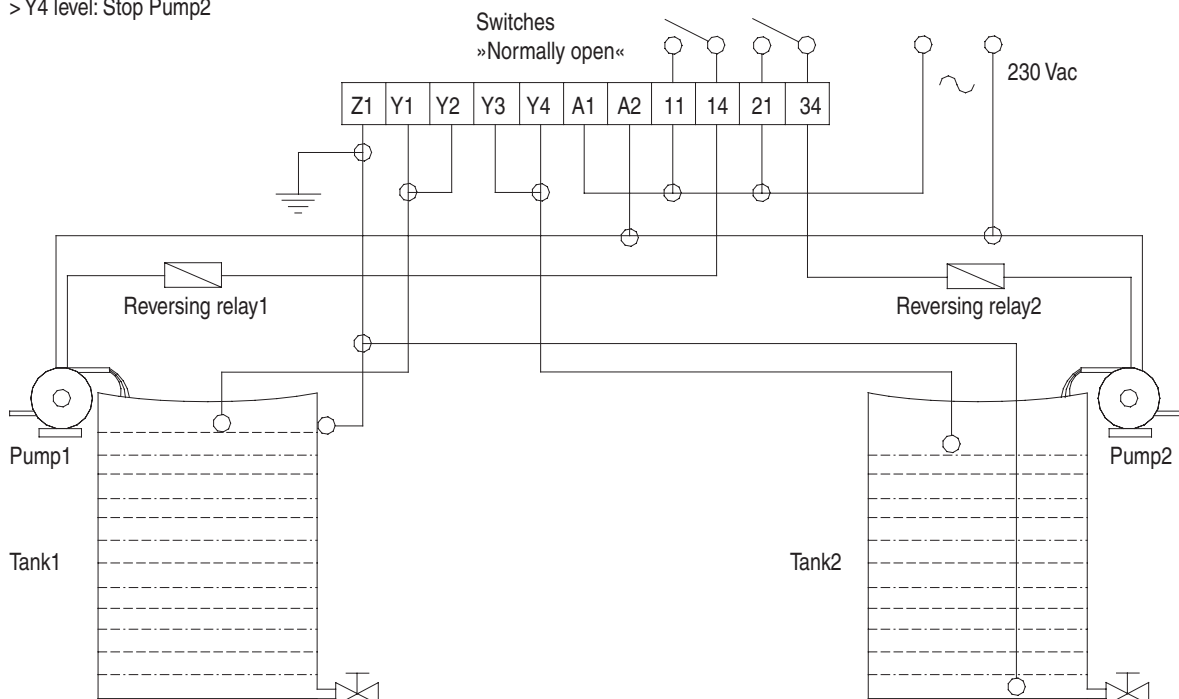 > Y4 level: Stop Pump2
Switches
»Normally open«
230 Vac
Z1 Y1 Y2 Y3 Y4 A1 A2 11 14 21 34
Reversing relay1
Reversing relay2
Pump1
Pump2
Tank1
Tank2